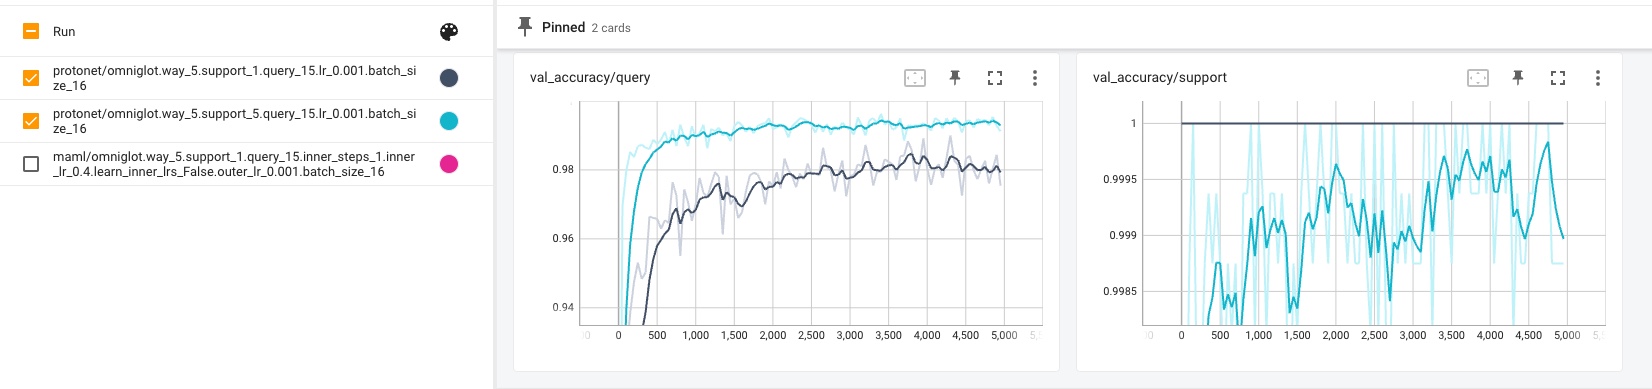 Run
protonet/omniglot.way_5.support_1.query_15.lr_0.001.batch_si
ze_16
protonet/omniglot.way_5.support_5.query_15.lr_0.001.batch_si
ze_16
maml/omniglot.way_5.support_1.query_15.inner_steps_1.inner
_lr_0.4.learn_inner_lrs_False.outer_lr_0.001.batch_size_16
Pinned 2 cards
val_accuracy/query
0.98
0.96
0.94
0 500 1,000 1,500 2,000 2,500 3,000 3,500 4,000 4,500 5,000
val_accuracy/support
1
0.9995
0.999
0.9985
0 500 1,000 1,500 2,000 2,500 3,000 3,500 4,000 4,500 5,000